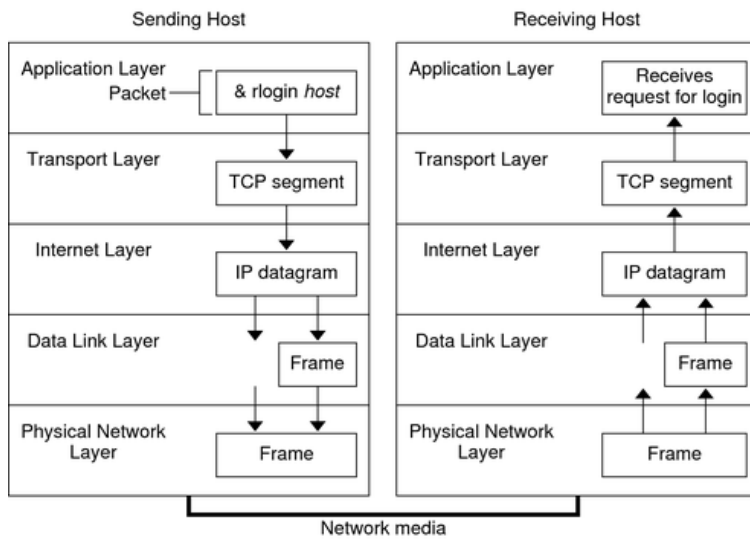 Sending Host
Application Layer
Packet
& rlogin host
Transport Layer
TCP segment
Internet Layer
IP datagram
Data Link Layer
Frame
Physical Network
Layer
Frame
Receiving Host
Application Layer
Receives
request for login
Transport Layer
TCP segment
Internet Layer
IP datagram
Data Link Layer
Frame
Physical Network
Layer
Frame
Network media